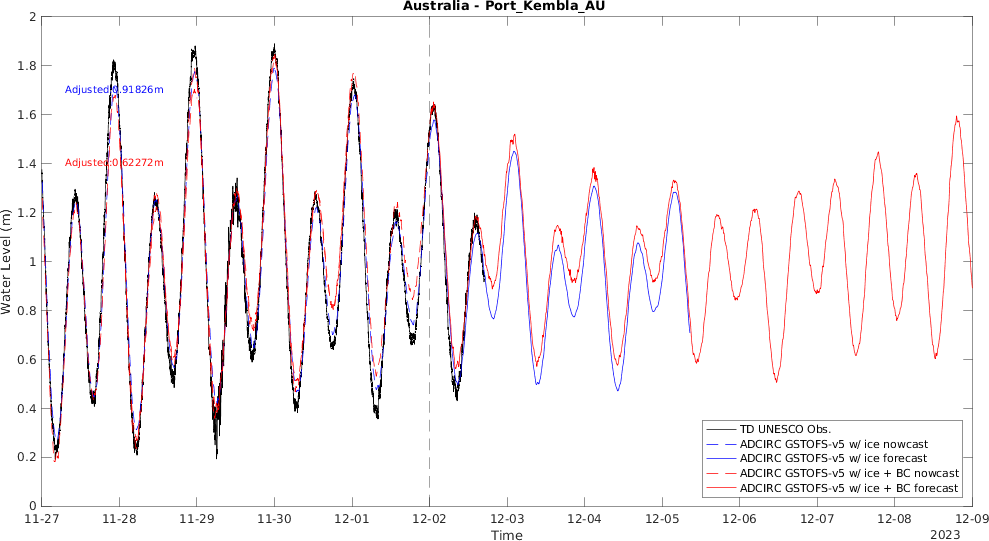 Australia - Port_Kembla_AU
2
1.8
1.6
1.4
1.2
1
0.8
0.6
0.4
0.2
0
Water Level (m)
Adjusted:0.91826m
Adjusted:0.62272m
TD UNESCO Obs.
ADCIRC GSTOFS-v5 w/ ice nowcast
ADCIRC GSTOFS-v5 w/ ice forecast
ADCIRC GSTOFS-v5 w/ ice + BC nowcast
ADCIRC GSTOFS-v5 w/ ice + BC forecast
11-27 11-28 11-29 11-30 12-01 12-02 12-03 12-04 12-05 12-06 12-07 12-08 12-09
Time
2023